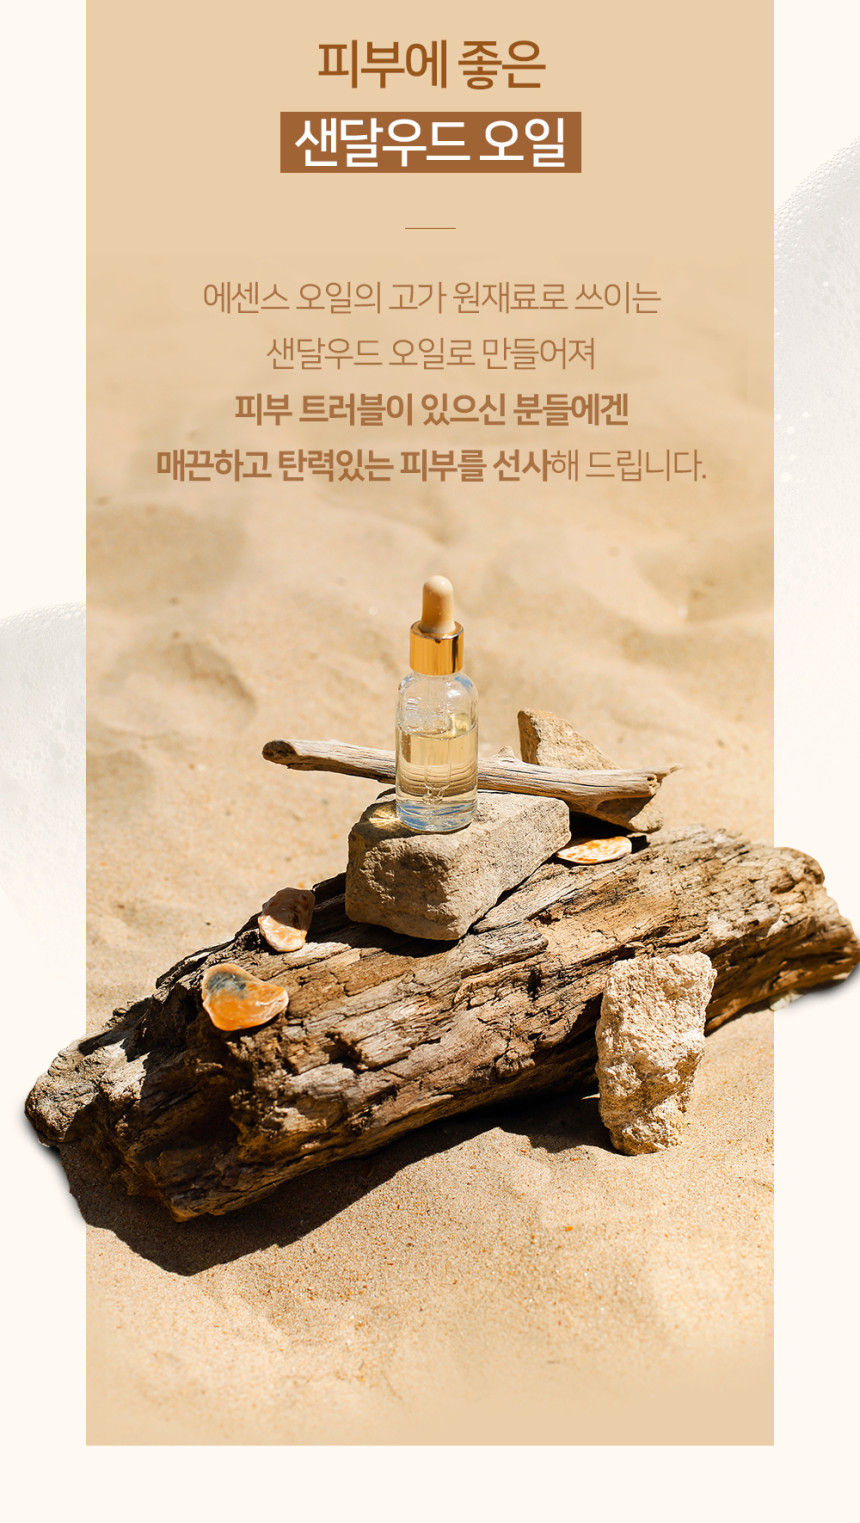 피부에 좋은
샌달우드 오일
에센스 오일의 고가 원재료로 쓰이는
샌달우드 오일로 만들어져
피부 트러블이 있으신 분들에겐
매끈하고 탄력있는 피부를 선사해 드립니다.